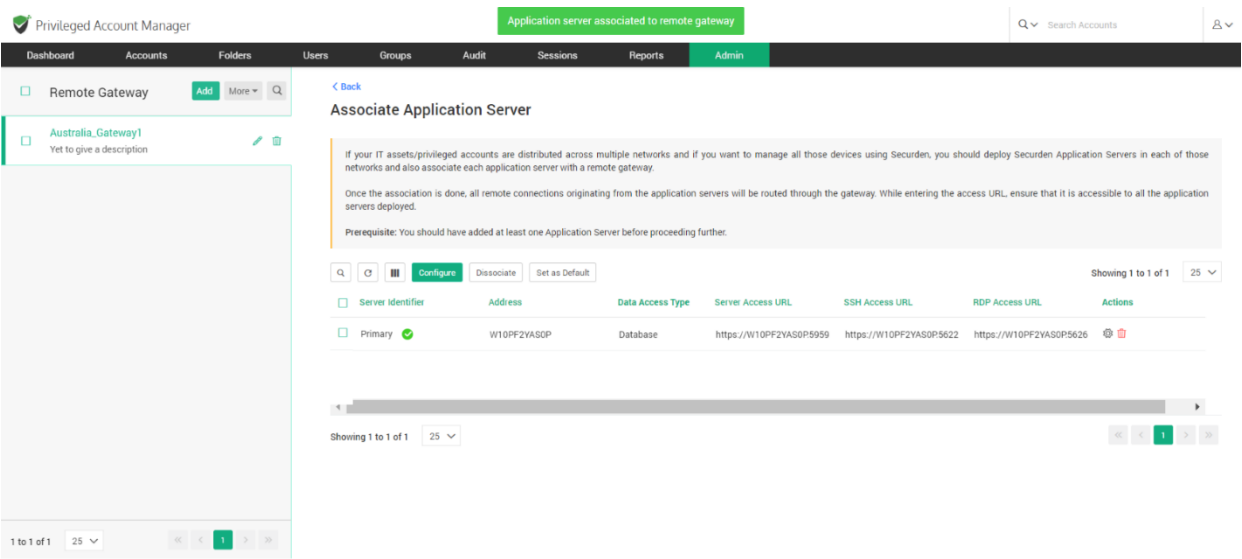 Privileged Account Manager
Application server associated to remote gateway
Search Accounts
Dashboard Accounts Folders Users Groups Audit Sessions Reports Admin
Remote Gateway Add More
Australia_Gateway1
Yet to give a description
1 to 1 of 1 25 « < 1 > »
< Back
Associate Application Server
If your IT assets/privileged accounts are distributed across multiple networks and if you want to manage all those devices using Securden, you should deploy Securden Application Servers in each of those
networks and also associate each application server with a remote gateway.
Once the association is done, all remote connections originating from the application servers will be routed through the gateway. While entering the access URL, ensure that it is accessible to all the application
servers deployed.
Prerequisite: You should have added at least one Application Server before proceeding further.
Configure Dissociate Set as Default Showing 1 to 1 of 1 25
Server Identifier Address Data Access Type Server Access URL SSH Access URL RDP Access URL Actions
Primary W10PF2YAS0P Database https://W10PF2YAS0P:5959 https://W10PF2YAS0P:5622 https://W10PF2YAS0P:5626
Showing 1 to 1 of 1 25 « < 1 > »